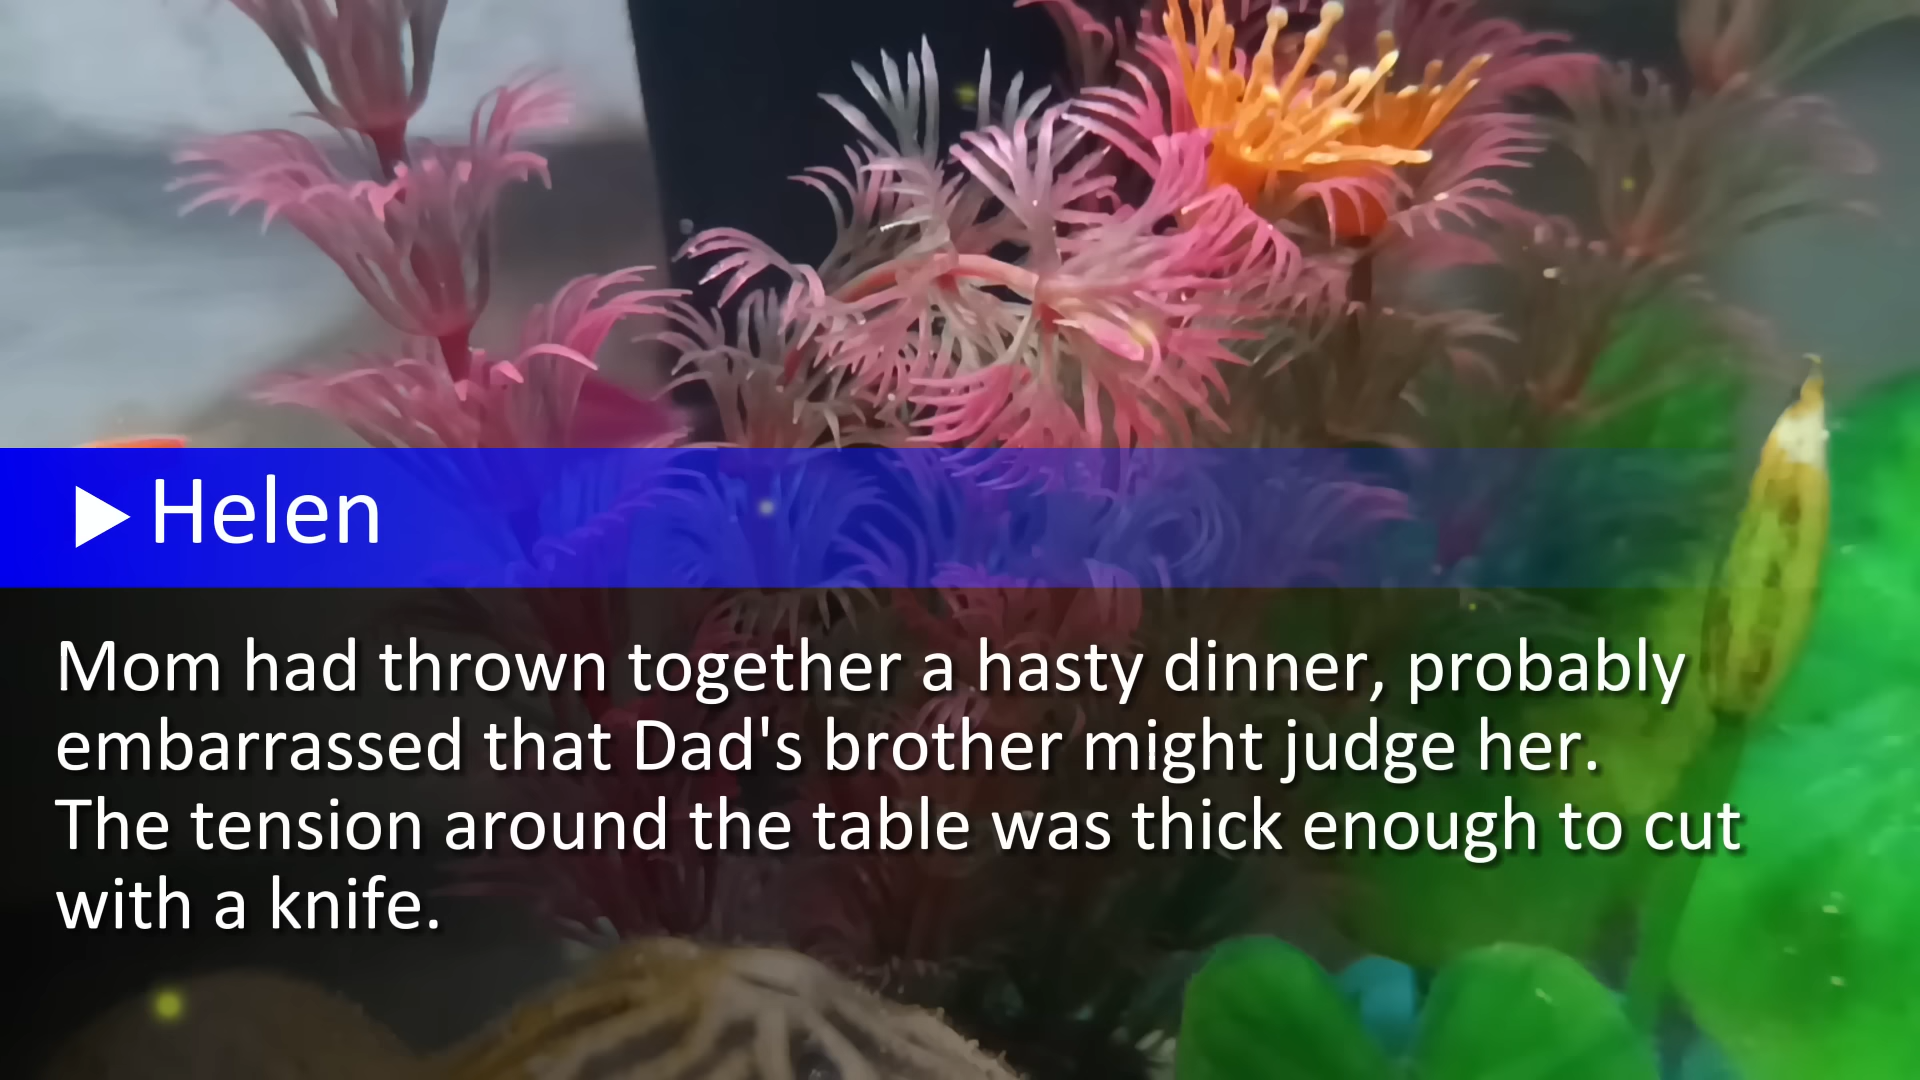 Helen
Mom had thrown together a hasty dinner, probably
embarrassed that Dad's brother might judge her.
The tension around the table was thick enough to cut
with a knife.